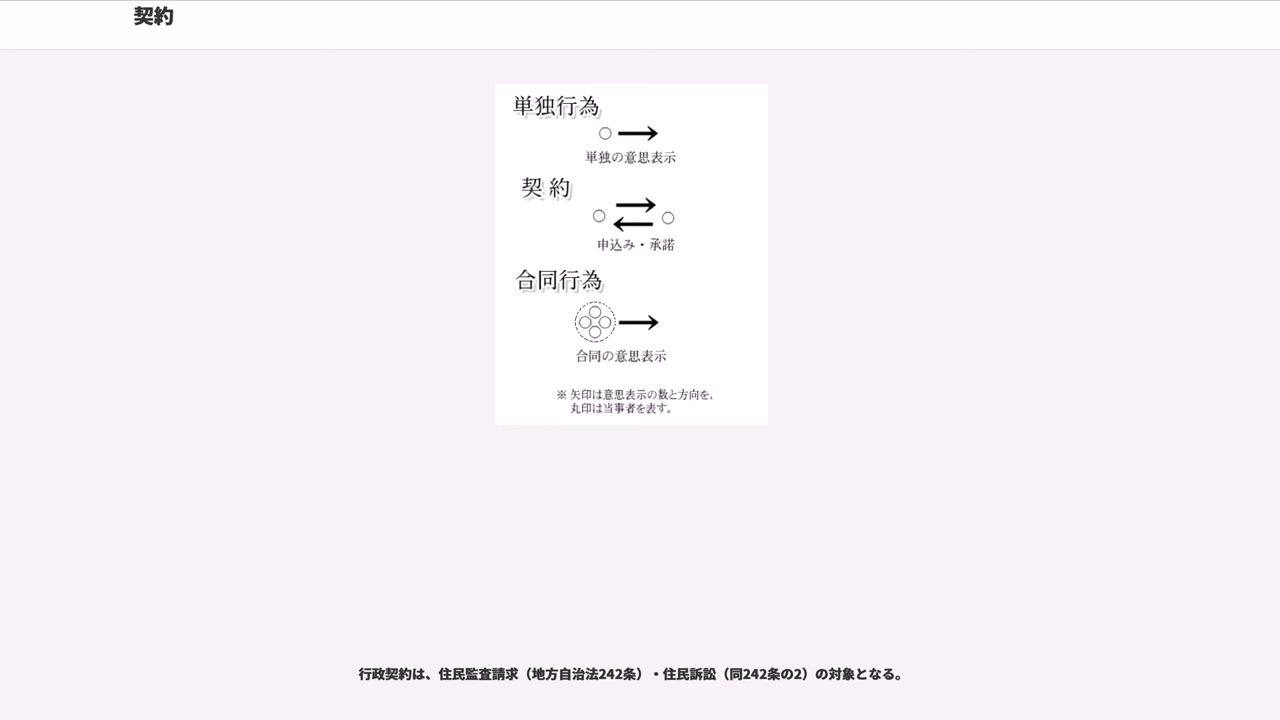 契約
単独行為
単独の意思表示
契 約
申込み・承諾
合同行為
合同の意思表示
※ 矢印は意思表示の数と方向を、
丸印は当事者を表す。
行政契約は、住民監査請求（地方自治法242条）・住民訴訟（同242条の2）の対象となる。